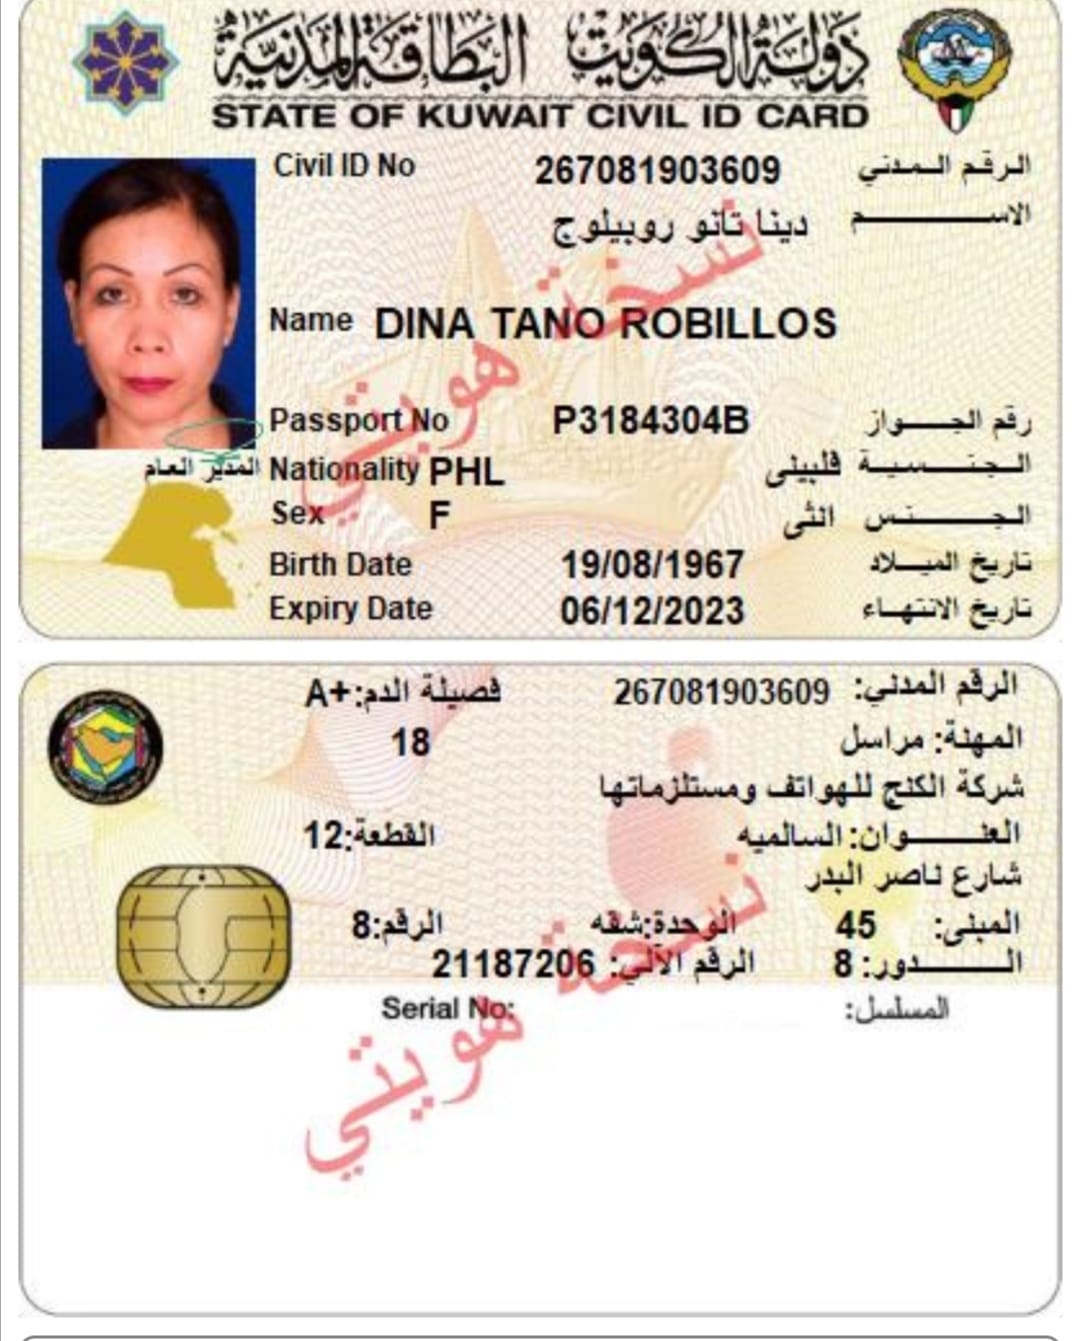 دولة الكويت البطاقة المدنية
STATE OF KUWAIT CIVIL ID CARD
Civil ID No 267081903609 الرقم المدني
الاسم دينا تانو روبيلوج
Name DINA TANO ROBILLOS
Passport No P3184304B رقم الجواز
المدير العام
Nationality PHL الجنسية فلبيني
Sex F الجنس انثى
Birth Date 19/08/1967 تاريخ الميلاد
Expiry Date 06/12/2023 تاريخ الانتهاء
نسخة هويتي
الرقم المدني: 267081903609 فصيلة الدم: A+
المهنة: مراسل 18
شركة الكنج للهواتف ومستلزماتها
العنوان: السالميه القطعة: 12
شارع ناصر البدر
المبنى: 45 الوحدة: شقه الرقم: 8
الدور: 8 الرقم الآلي: 21187206
المسلسل: Serial No:
نسخة هويتي